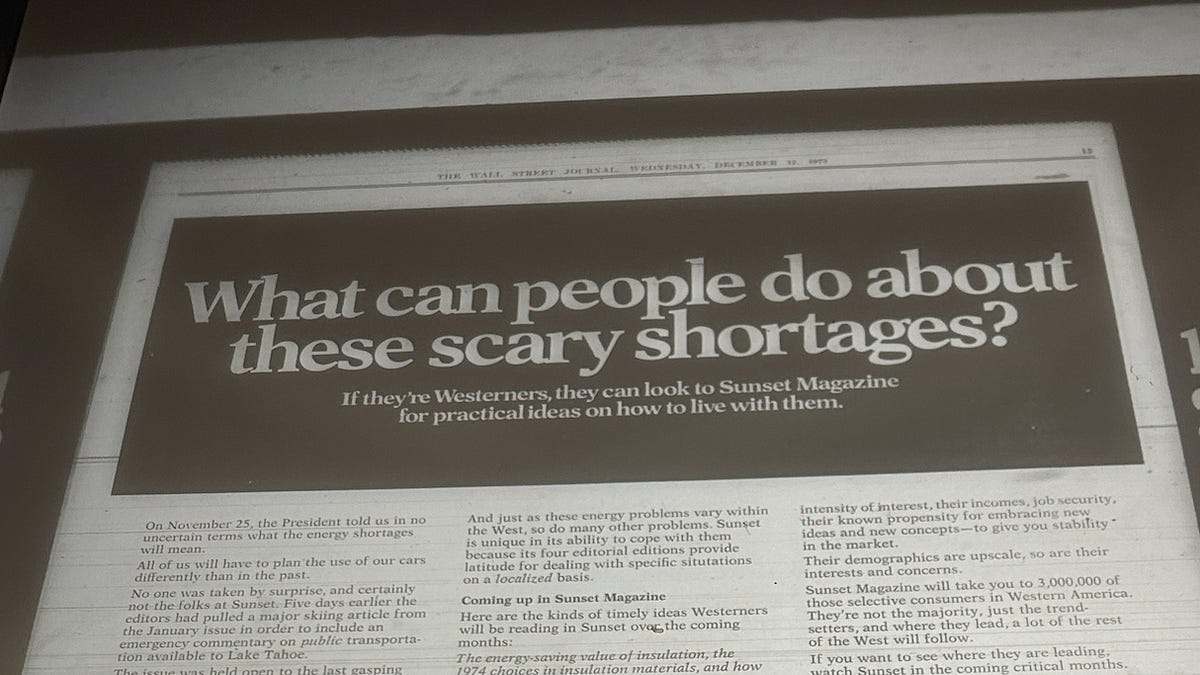 THE WALL STREET JOURNAL, WEDNESDAY, DECEMBER 12, 1973
13
What can people do about
these scary shortages?
If they're Westerners, they can look to Sunset Magazine
for practical ideas on how to live with them.
On November 25, the President told us in no
uncertain terms what the energy shortages
will mean.
All of us will have to plan the use of our cars
differently than in the past.
No one was taken by surprise, and certainly
not the folks at Sunset. Five days earlier the
editors had pulled a major skiing article from
the January issue in order to include an
emergency commentary on public transporta-
tion available to Lake Tahoe.
The issue was held open to the last gasping
And just as these energy problems vary within
the West, so do many other problems. Sunset
is unique in its ability to cope with them
because its four editorial editions provide
latitude for dealing with specific situtations
on a localized basis.
Coming up in Sunset Magazine
Here are the kinds of timely ideas Westerners
will be reading in Sunset over the coming
months:
The energy-saving value of insulation, the
1974 choices in insulation materials, and how
intensity of interest, their incomes, job security,
their known propensity for embracing new
ideas and new concepts—to give you stability
in the market.
Their demographics are upscale, so are their
interests and concerns.
Sunset Magazine will take you to 3,000,000 of
those selective consumers in Western America.
They're not the majority, just the trend-
setters, and where they lead, a lot of the rest
of the West will follow.
If you want to see where they are leading,
watch Sunset in the coming critical months.